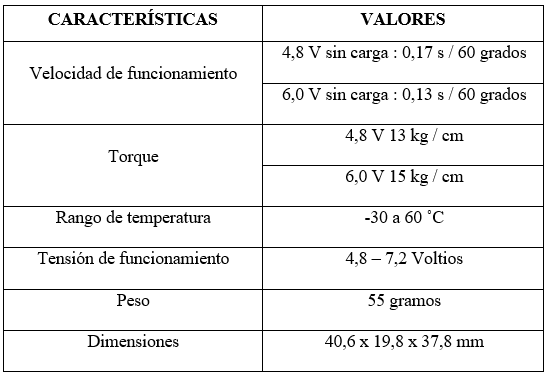 CARACTERÍSTICAS VALORES
Velocidad de funcionamiento
4,8 V sin carga : 0,17 s / 60 grados
6,0 V sin carga : 0,13 s / 60 grados
Torque
4,8 V 13 kg / cm
6,0 V 15 kg / cm
Rango de temperatura -30 a 60 ˚C
Tensión de funcionamiento 4,8 – 7,2 Voltios
Peso 55 gramos
Dimensiones 40,6 x 19,8 x 37,8 mm